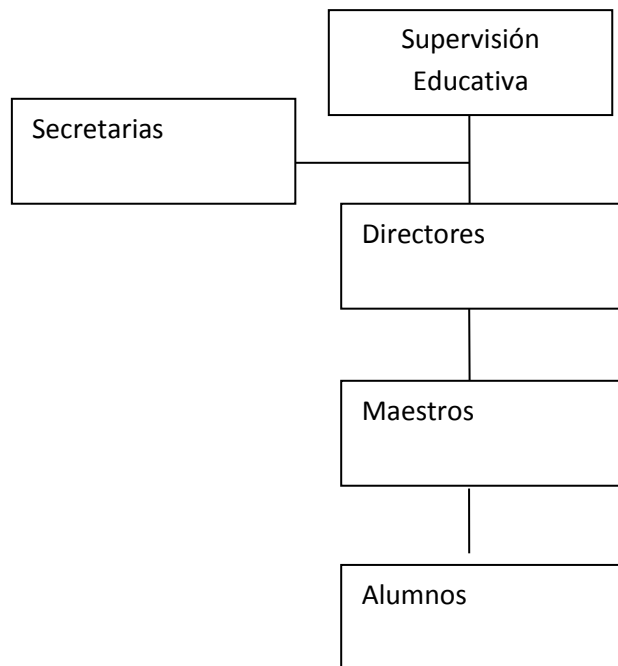 Supervisión
Educativa
Secretarias
Directores
Maestros
Alumnos